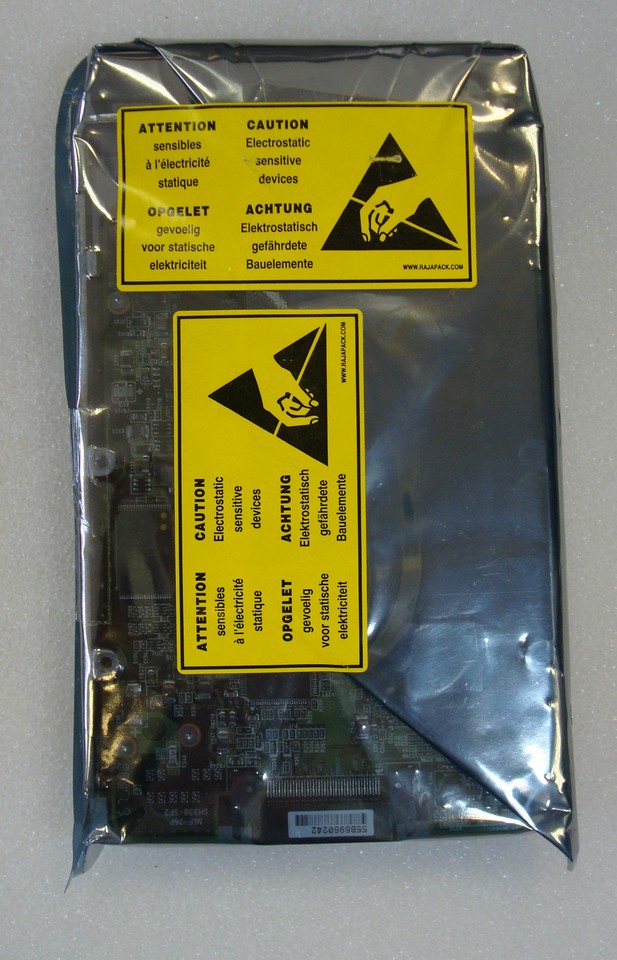 ATTENTION
sensibles
à l'électricité
statique
CAUTION
Electrostatic
sensitive
devices
OPGELET
gevoelig
voor statische
elektriciteit
ACHTUNG
Elektrostatisch
gefährdete
Bauelemente
WWW.RAJAPACK.COM
ATTENTION
sensibles
à l'électricité
statique
CAUTION
Electrostatic
sensitive
devices
OPGELET
gevoelig
voor statische
elektriciteit
ACHTUNG
Elektrostatisch
gefährdete
Bauelemente
WWW.RAJAPACK.COM
55B6960242